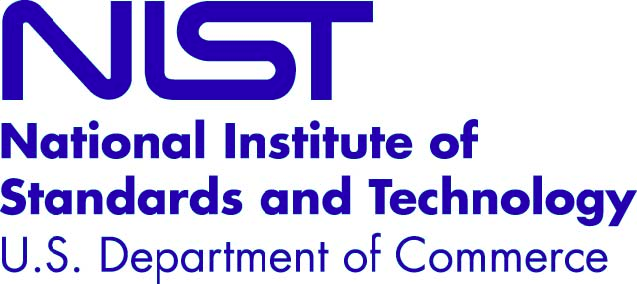 NIST
National Institute of
Standards and Technology
U.S. Department of Commerce